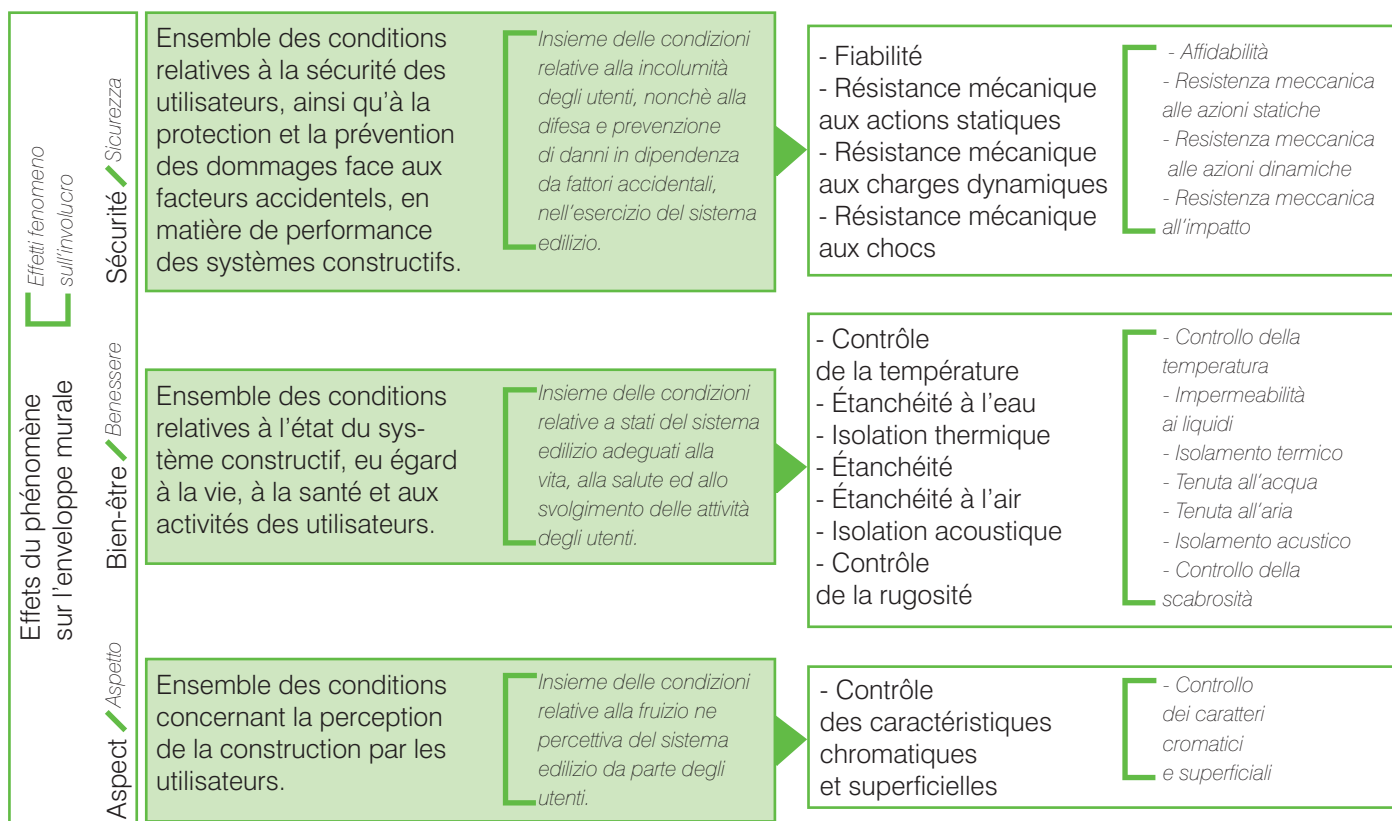 Effets du phénomène
sur l'enveloppe murale
Effetti fenomeno
sull'involucro
Sécurité / Sicurezza
Ensemble des conditions
relatives à la sécurité des
utilisateurs, ainsi qu'à la
protection et la prévention
des dommages face aux
facteurs accidentels, en
matière de performance
des systèmes constructifs.
Insieme delle condizioni
relative alla incolumità
degli utenti, nonchè alla
difesa e prevenzione
di danni in dipendenza
da fattori accidentali,
nell'esercizio del sistema
edilizio.
- Fiabilité
- Résistance mécanique
aux actions statiques
- Résistance mécanique
aux charges dynamiques
- Résistance mécanique
aux chocs
- Affidabilità
- Resistenza meccanica
alle azioni statiche
- Resistenza meccanica
alle azioni dinamiche
- Resistenza meccanica
all'impatto
Bien-être / Benessere
Ensemble des conditions
relatives à l'état du sys-
tème constructif, eu égard
à la vie, à la santé et aux
activités des utilisateurs.
Insieme delle condizioni
relative a stati del sistema
edilizio adeguati alla
vita, alla salute ed allo
svolgimento delle attività
degli utenti.
- Contrôle
de la température
- Étanchéité à l'eau
- Isolation thermique
- Étanchéité
- Étanchéité à l'air
- Isolation acoustique
- Contrôle
de la rugosité
- Controllo della
temperatura
- Impermeabilità
ai liquidi
- Isolamento termico
- Tenuta all'acqua
- Tenuta all'aria
- Isolamento acustico
- Controllo della
scabrosità
Aspect / Aspetto
Ensemble des conditions
concernant la perception
de la construction par les
utilisateurs.
Insieme delle condizioni
relative alla fruizio ne
percettiva del sistema
edilizio da parte degli
utenti.
- Contrôle
des caractéristiques
chromatiques
et superficielles
- Controllo
dei caratteri
cromatici
e superficiali